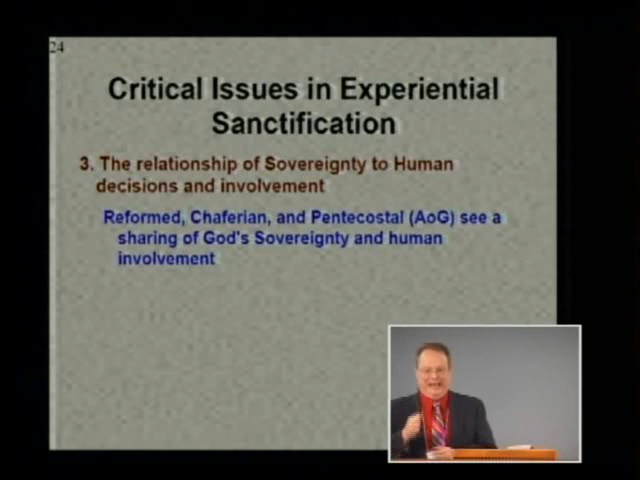 24
Critical Issues in Experiential
Sanctification
3. The relationship of Sovereignty to Human
decisions and involvement
Reformed, Chaferian, and Pentecostal (AoG) see a
sharing of God's Sovereignty and human
involvement